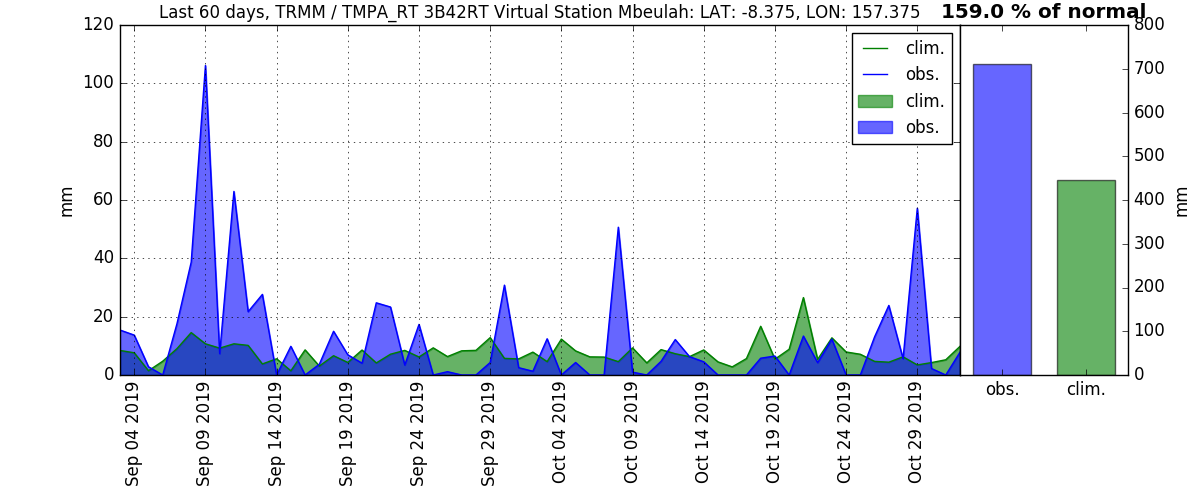 Last 60 days, TRMM / TMPA_RT 3B42RT Virtual Station Mbeulah: LAT: -8.375, LON: 157.375
159.0 % of normal
120
100
80
60
40
20
0
mm
clim.
obs.
clim.
obs.
Sep 04 2019
Sep 09 2019
Sep 14 2019
Sep 19 2019
Sep 24 2019
Sep 29 2019
Oct 04 2019
Oct 09 2019
Oct 14 2019
Oct 19 2019
Oct 24 2019
Oct 29 2019
800
700
600
500
400
300
200
100
0
mm
obs.
clim.